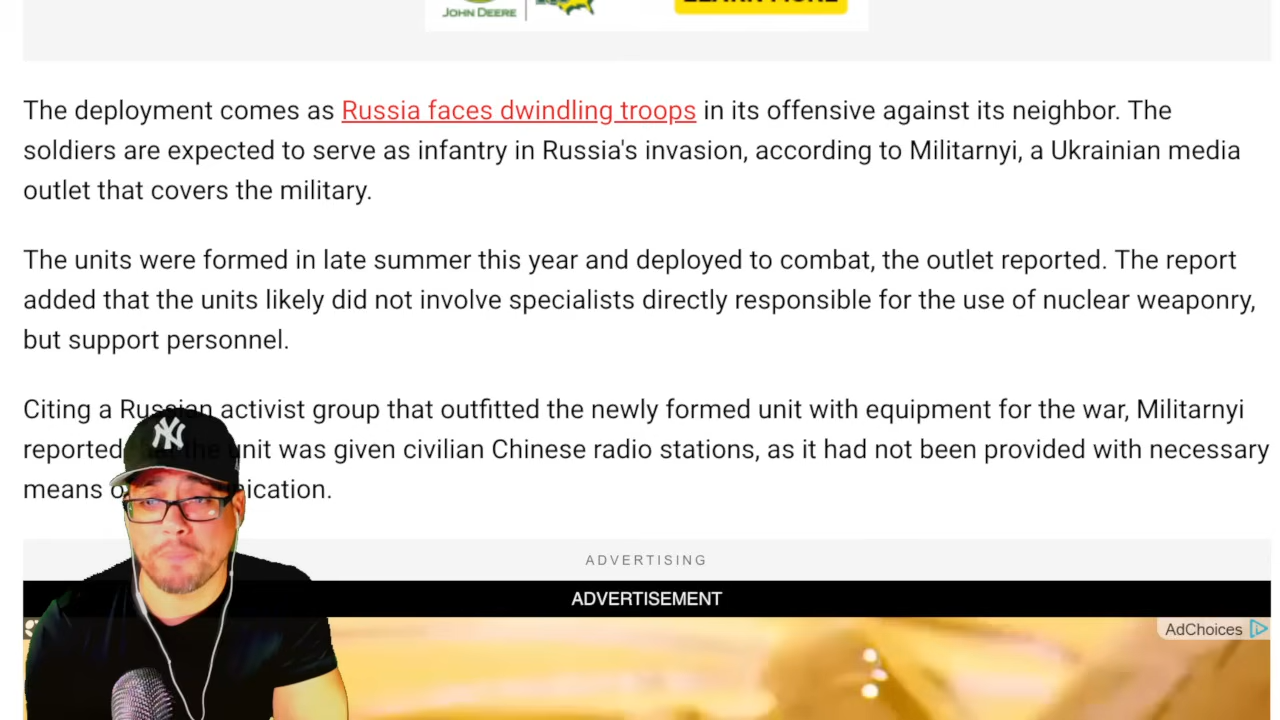 JOHN DEERE
LEARN MORE
The deployment comes as Russia faces dwindling troops in its offensive against its neighbor. The
soldiers are expected to serve as infantry in Russia's invasion, according to Militarnyi, a Ukrainian media
outlet that covers the military.
The units were formed in late summer this year and deployed to combat, the outlet reported. The report
added that the units likely did not involve specialists directly responsible for the use of nuclear weaponry,
but support personnel.
Citing a Russian activist group that outfitted the newly formed unit with equipment for the war, Militarnyi
reported the unit was given civilian Chinese radio stations, as it had not been provided with necessary
means
NY
ADVERTISING
ADVERTISEMENT
AdChoices